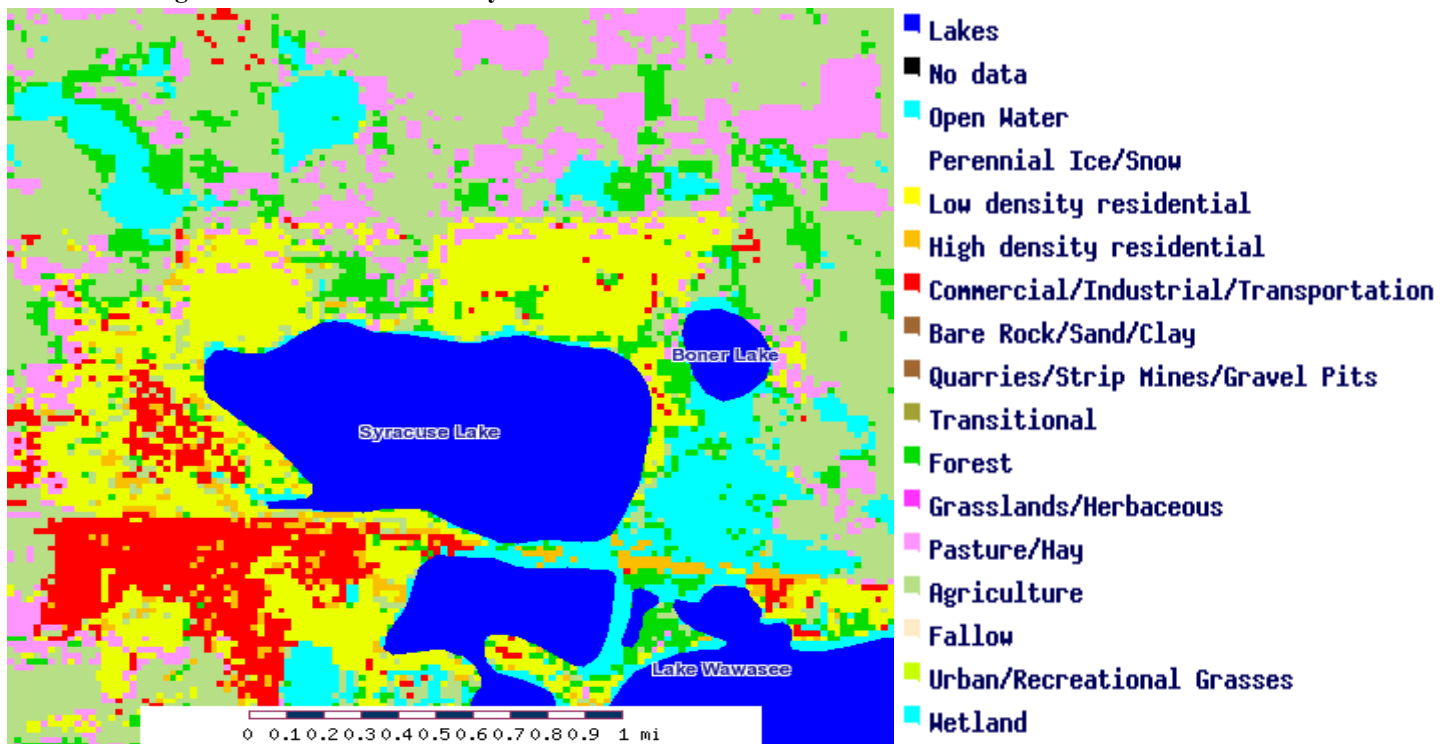 Lakes
No data
Open Water
Perennial Ice/Snow
Low density residential
High density residential
Commercial/Industrial/Transportation
Bare Rock/Sand/Clay
Quarries/Strip Mines/Gravel Pits
Transitional
Forest
Grasslands/Herbaceous
Pasture/Hay
Agriculture
Fallow
Urban/Recreational Grasses
Wetland
Boner Lake
Syracuse Lake
Lake Wawasee
0 0.1 0.2 0.3 0.4 0.5 0.6 0.7 0.8 0.9 1 mi